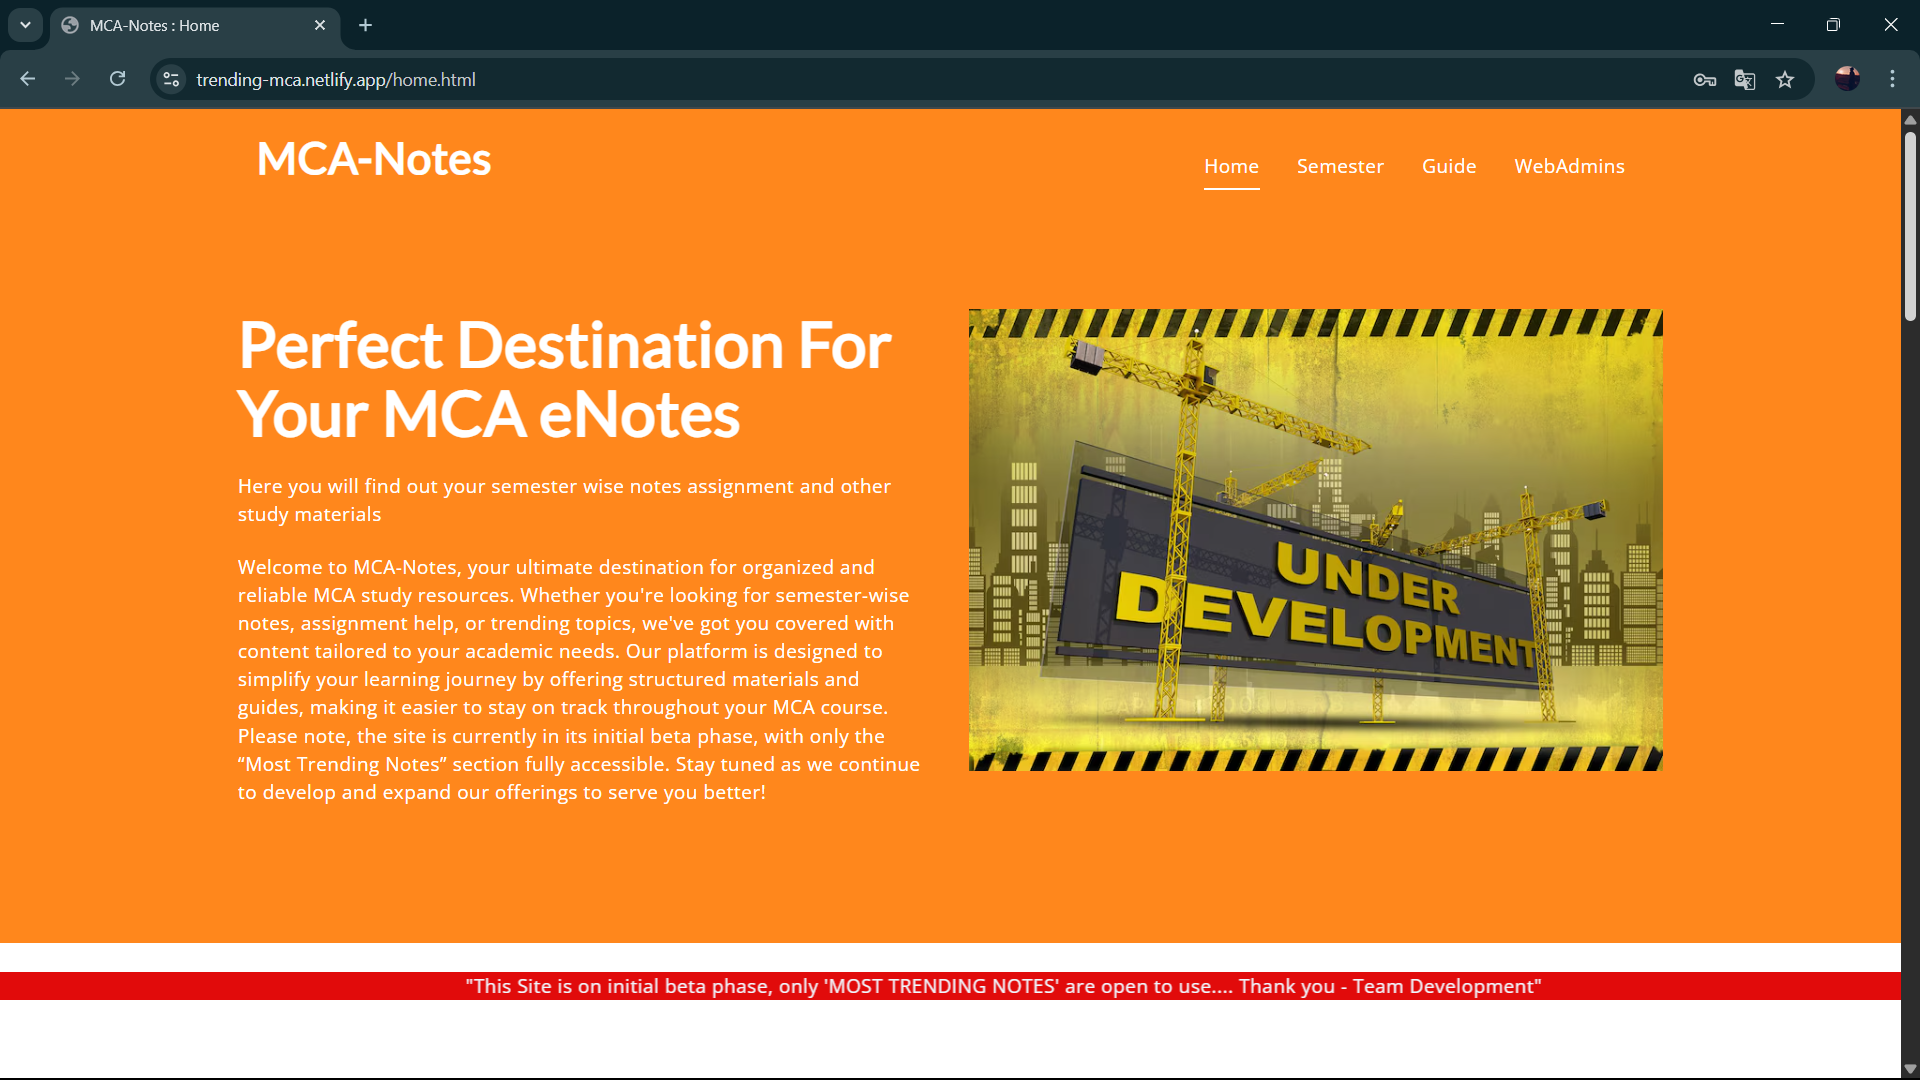 MCA-Notes : Home
trending-mca.netlify.app/home.html
MCA-Notes
Home
Semester
Guide
WebAdmins
Perfect Destination For
Your MCA eNotes
Here you will find out your semester wise notes assignment and other
study materials
Welcome to MCA-Notes, your ultimate destination for organized and
reliable MCA study resources. Whether you're looking for semester-wise
notes, assignment help, or trending topics, we've got you covered with
content tailored to your academic needs. Our platform is designed to
simplify your learning journey by offering structured materials and
guides, making it easier to stay on track throughout your MCA course.
Please note, the site is currently in its initial beta phase, with only the
“Most Trending Notes” section fully accessible. Stay tuned as we continue
to develop and expand our offerings to serve you better!
UNDER
DEVELOPMENT
"This Site is on initial beta phase, only 'MOST TRENDING NOTES' are open to use.... Thank you - Team Development"